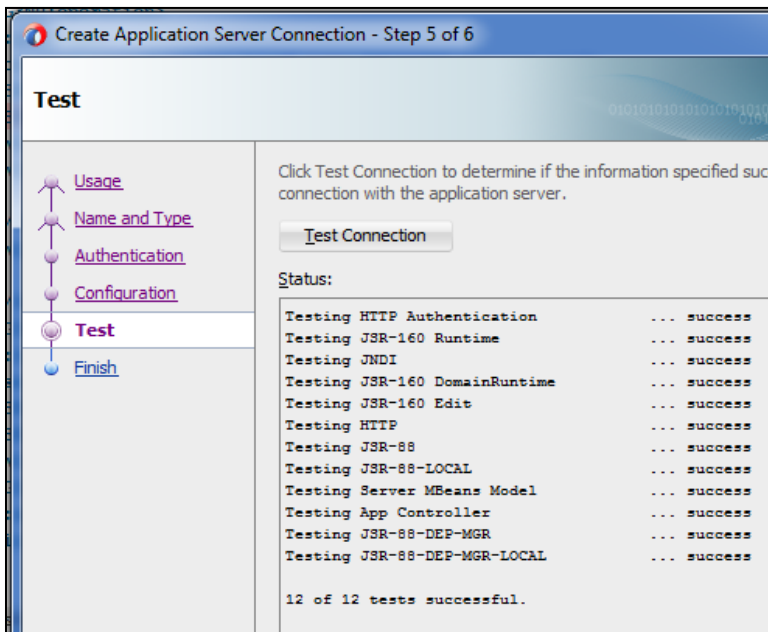 Create Application Server Connection - Step 5 of 6
Test
Usage
Name and Type
Authentication
Configuration
Test
Finish
Click Test Connection to determine if the information specified suc
connection with the application server.
Test Connection
Status:
Testing HTTP Authentication ... success
Testing JSR-160 Runtime ... success
Testing JNDI ... success
Testing JSR-160 DomainRuntime ... success
Testing JSR-160 Edit ... success
Testing HTTP ... success
Testing JSR-88 ... success
Testing JSR-88-LOCAL ... success
Testing Server MBeans Model ... success
Testing App Controller ... success
Testing JSR-88-DEP-MGR ... success
Testing JSR-88-DEP-MGR-LOCAL ... success
12 of 12 tests successful.